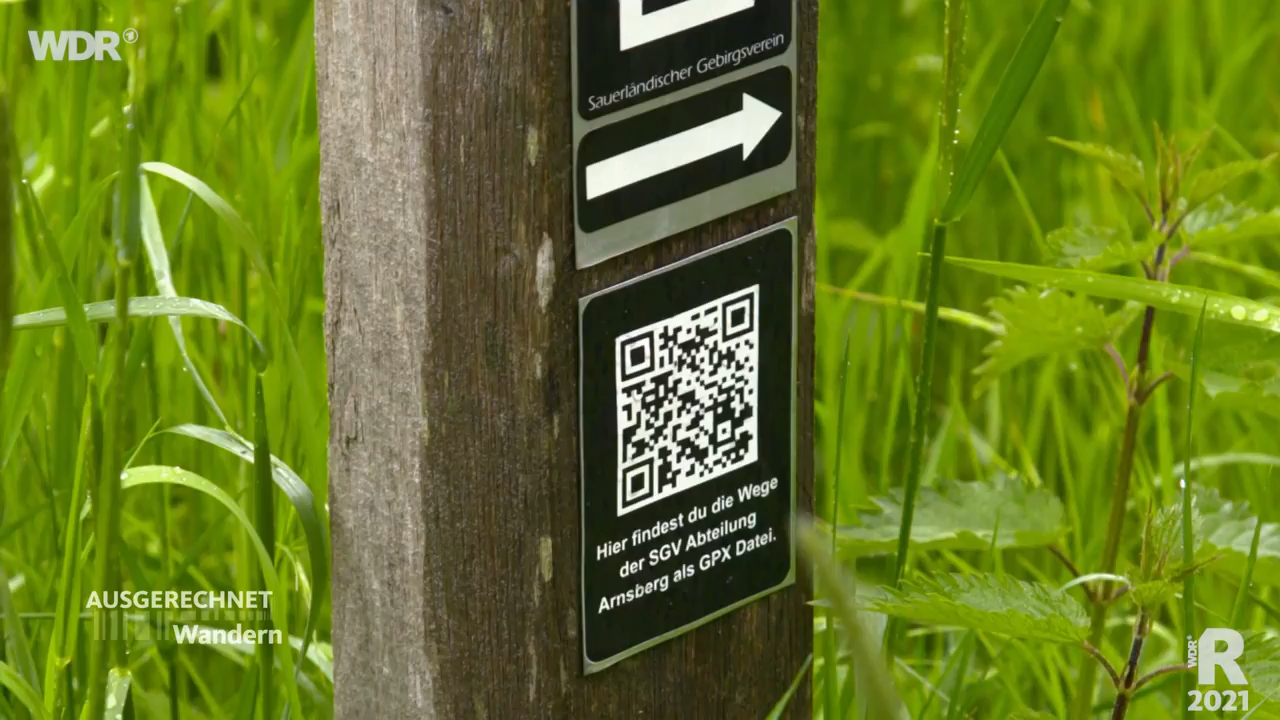 WDR
Sauerländischer Gebirgsverein
Hier findest du die Wege
der SGV Abteilung
Arnsberg als GPX Datei.
AUSGERECHNET
Wandern
WDR R
2021